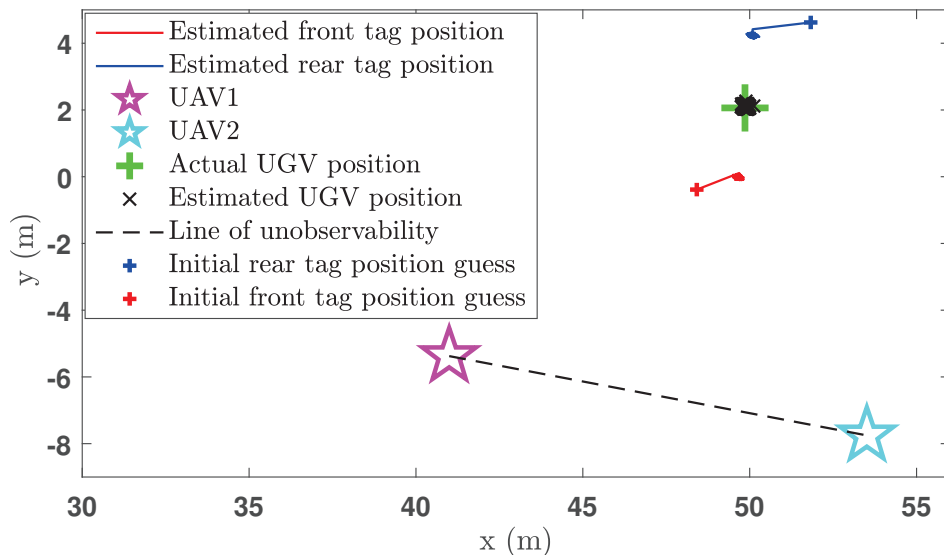 Estimated front tag position
Estimated rear tag position
UAV1
UAV2
Actual UGV position
Estimated UGV position
Line of unobservability
Initial rear tag position guess
Initial front tag position guess
4
2
0
-2
-4
-6
-8
y (m)
30 35 40 45 50 55
x (m)